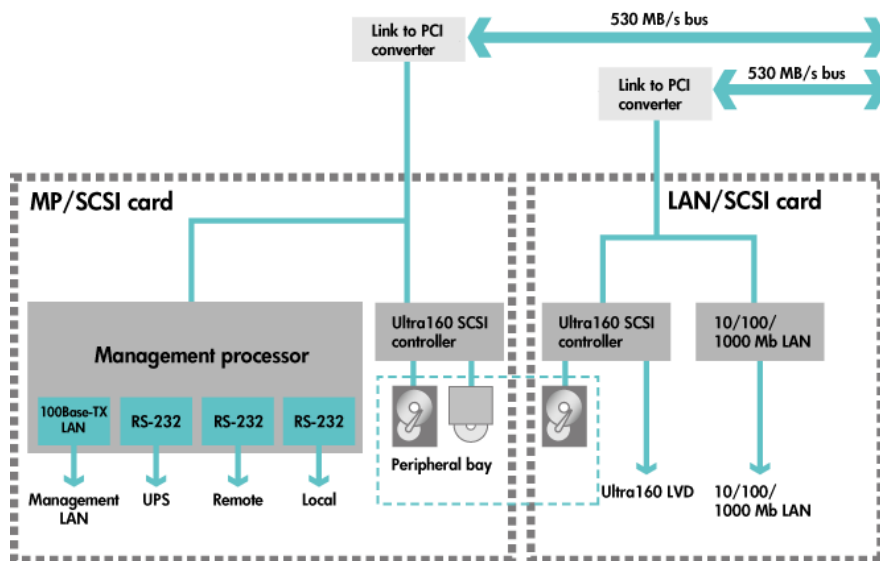 530 MB/s bus
Link to PCI
converter
530 MB/s bus
Link to PCI
converter
MP/SCSI card
LAN/SCSI card
Management processor
Ultra160 SCSI
controller
Ultra160 SCSI
controller
10/100/
1000 Mb LAN
100Base-TX
LAN
RS-232
RS-232
RS-232
Peripheral bay
Management
LAN
UPS
Remote
Local
Ultra160 LVD
10/100/
1000 Mb LAN